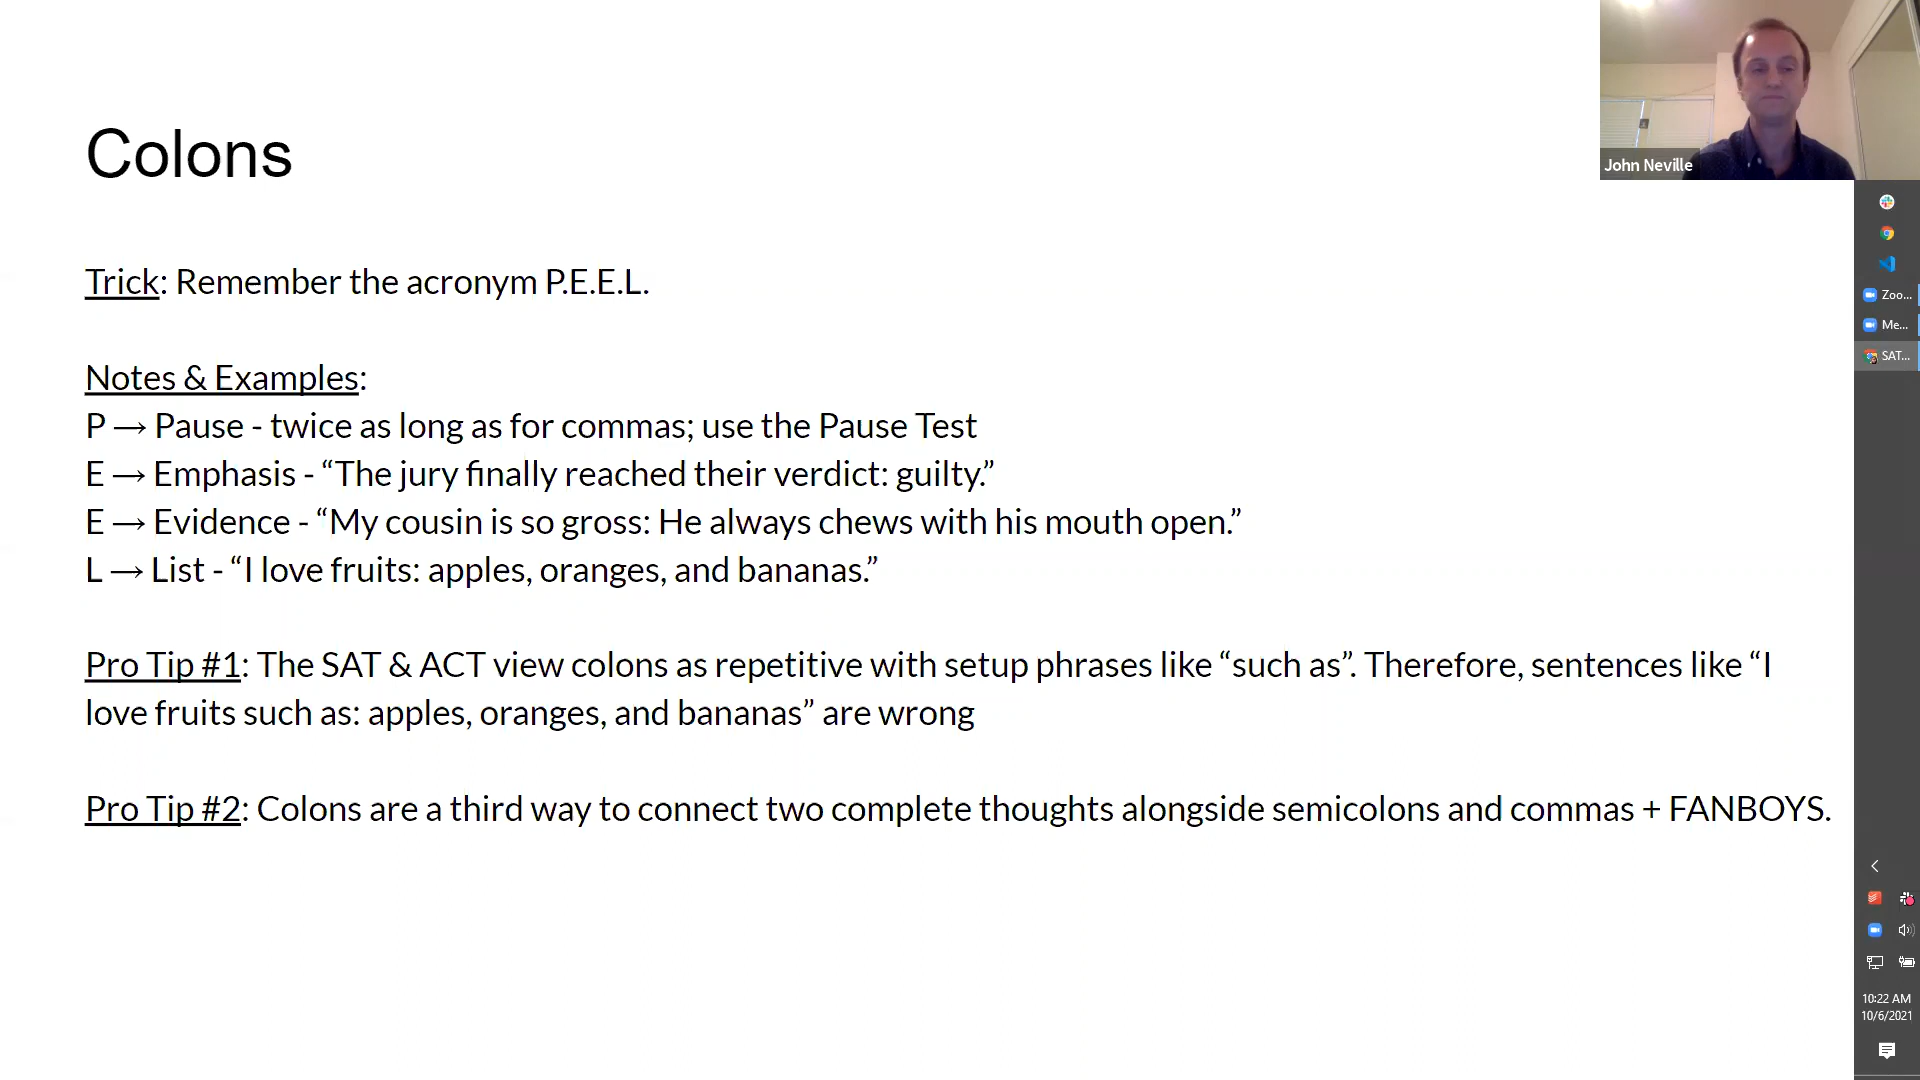 Colons
Trick: Remember the acronym P.E.E.L.
Notes & Examples:
P → Pause - twice as long as for commas; use the Pause Test
E → Emphasis - “The jury finally reached their verdict: guilty.”
E → Evidence - “My cousin is so gross: He always chews with his mouth open.”
L → List - “I love fruits: apples, oranges, and bananas.”
Pro Tip #1: The SAT & ACT view colons as repetitive with setup phrases like “such as”. Therefore, sentences like “I
love fruits such as: apples, oranges, and bananas” are wrong
Pro Tip #2: Colons are a third way to connect two complete thoughts alongside semicolons and commas + FANBOYS.
John Neville
Zoo...
Me...
SAT...
10:22 AM
10/6/2021